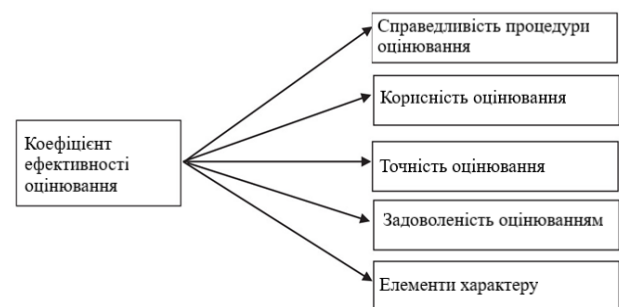 Коефіцієнт
ефективності
оцінювання
Справедливість процедури
оцінювання
Корисність оцінювання
Точність оцінювання
Задоволеність оцінюванням
Елементи характеру